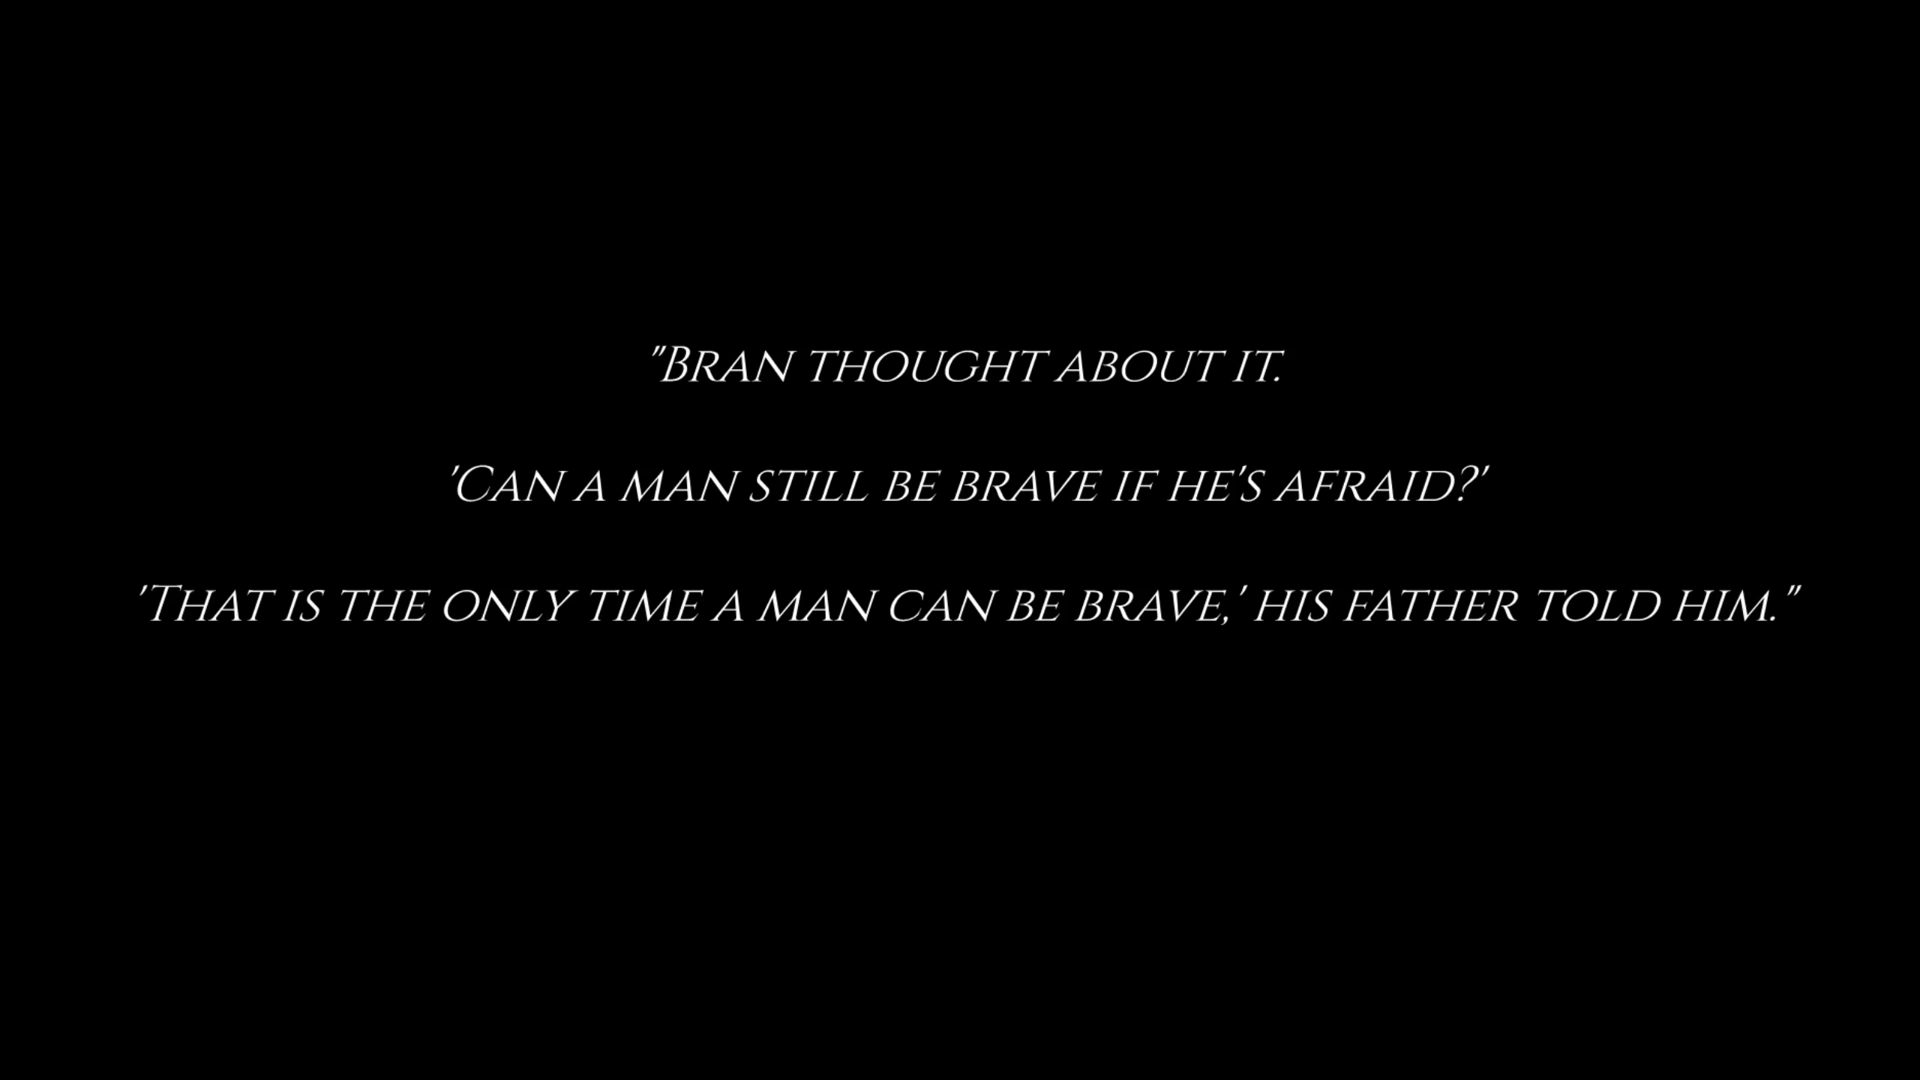 "Bran thought about it.
'Can a man still be brave if he's afraid?'
'That is the only time a man can be brave,' his father told him."